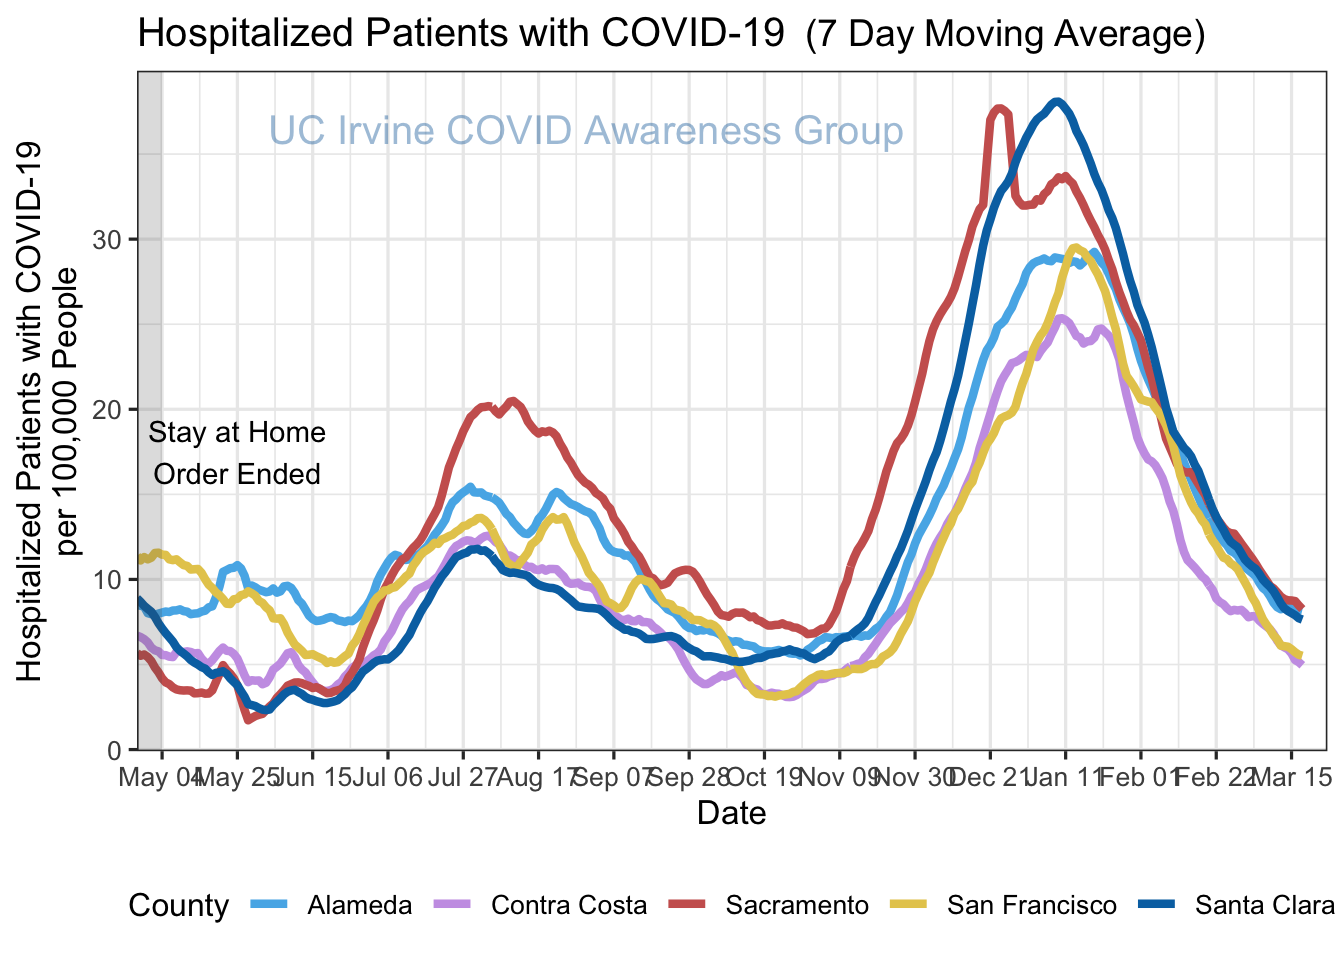 Hospitalized Patients with COVID-19 (7 Day Moving Average)
UC Irvine COVID Awareness Group
Hospitalized Patients with COVID-19
per 100,000 People
30
20
10
0
Stay at Home
Order Ended
May 04 May 25 Jun 15 Jul 06 Jul 27 Aug 17 Sep 07 Sep 28 Oct 19 Nov 09 Nov 30 Dec 21 Jan 11 Feb 01 Feb 22 Mar 15
Date
County Alameda Contra Costa Sacramento San Francisco Santa Clara